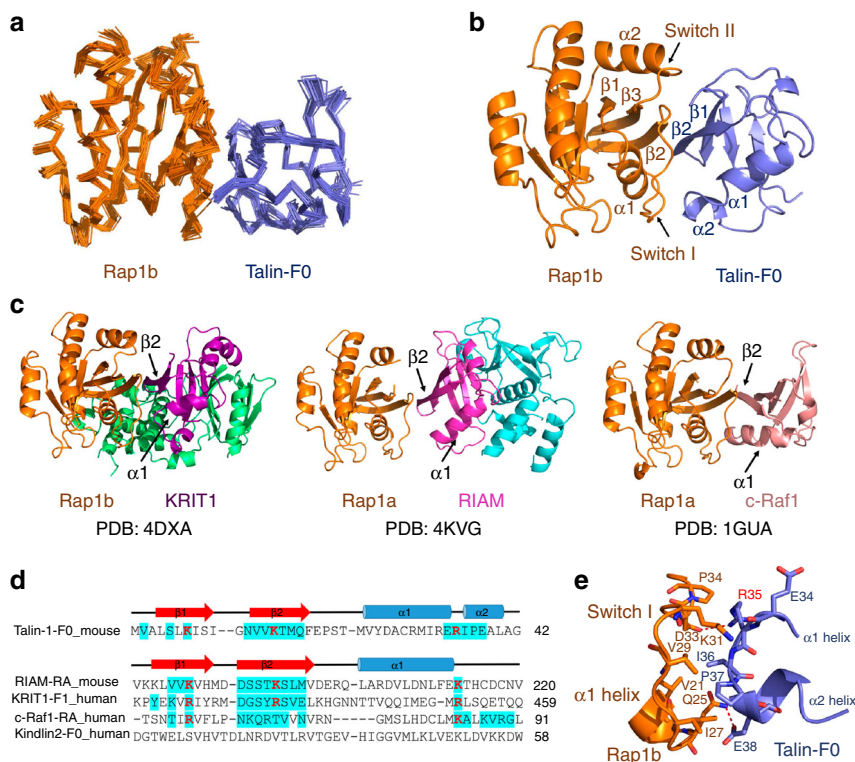 a
Rap1b Talin-F0
b
α2 Switch II
β1 β3 β1
β2
β2
α1 α1
α2
Switch I
Rap1b Talin-F0
c
β2 β2 β2
α1 α1 α1
Rap1b KRIT1 Rap1a RIAM Rap1a c-Raf1
PDB: 4DXA PDB: 4KVG PDB: 1GUA
d
β1 β2 α1 α2
Talin-1-F0_mouse MVALSLKISI--GNVVKTMQFEPST-MVYDACRMIRERIPEALAG 42
β1 β2 α1
RIAM-RA_mouse VKKLVVKVHMD-DSSTKSLMVDERQ-LARDVLDNLFEKTHCDCNV 220
KRIT1-F1_human KPYEKVRIYRM-DGSYRSVELKHGNNTTVQQIMEGMRLSQETQQ 459
c-Raf1-RA_human TSNTIRVFLP-NKQRTVVNVRN-----GMSLHDCLMKALKVRGL 91
Kindlin2-F0_human DGTWELSVHVTDLNRDVTLRVTGEVHIGGVMLKLVEKLDVKKDW 58
e
P34
Switch I R35 E34
D33 K31
V29 I36 α1 helix
P37
α1 helix V21
Q25 α2 helix
I27
E38
Rap1b Talin-F0